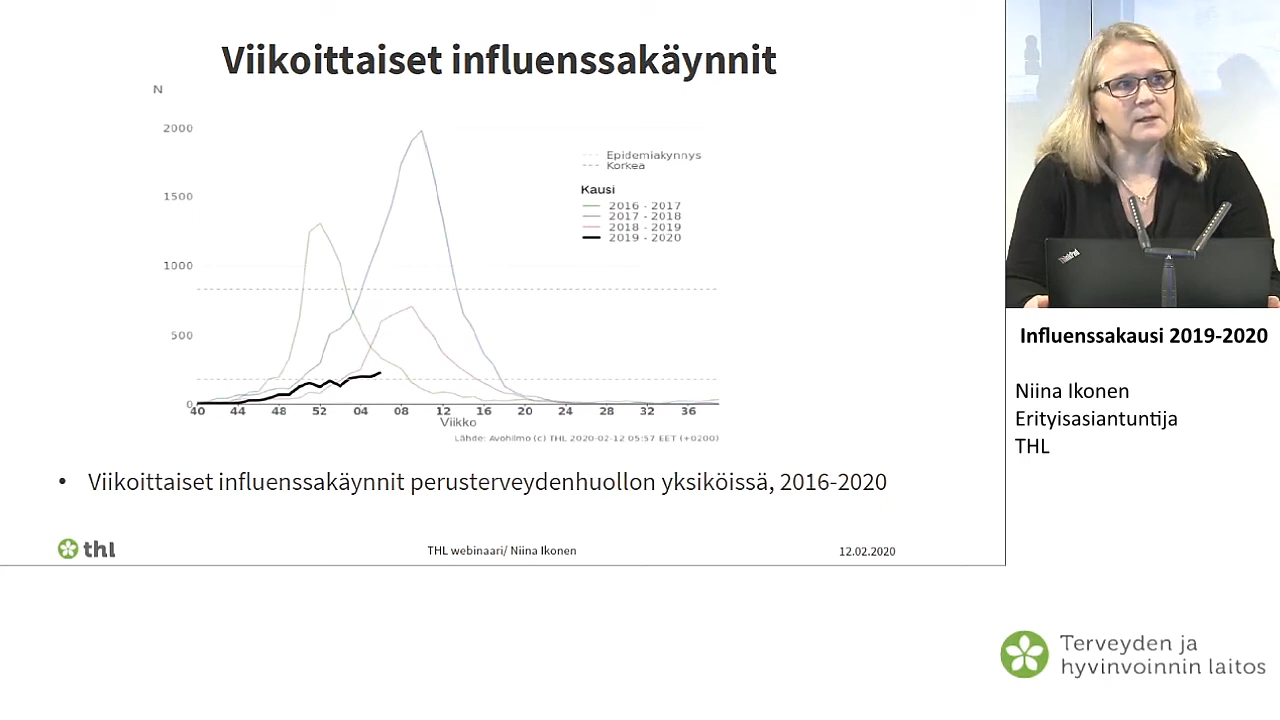 Viikoittaiset influenssakäynnit
N
2000
1500
1000
500
0
Epidemiakynnys
Korkea
Kausi
2016 - 2017
2017 - 2018
2018 - 2019
2019 - 2020
40 44 48 52 04 08 12 16 20 24 28 32 36
Viikko
Lähde: Avohilmo (c) THL 2020-02-12 05:57 EET (+0200)
• Viikoittaiset influenssakäynnit perusterveydenhuollon yksiköissä, 2016-2020
thl
THL webinaari/ Niina Ikonen
12.02.2020
ThinkPad
Influenssakausi 2019-2020
Niina Ikonen
Erityisasiantuntija
THL
Terveyden ja
hyvinvoinnin laitos